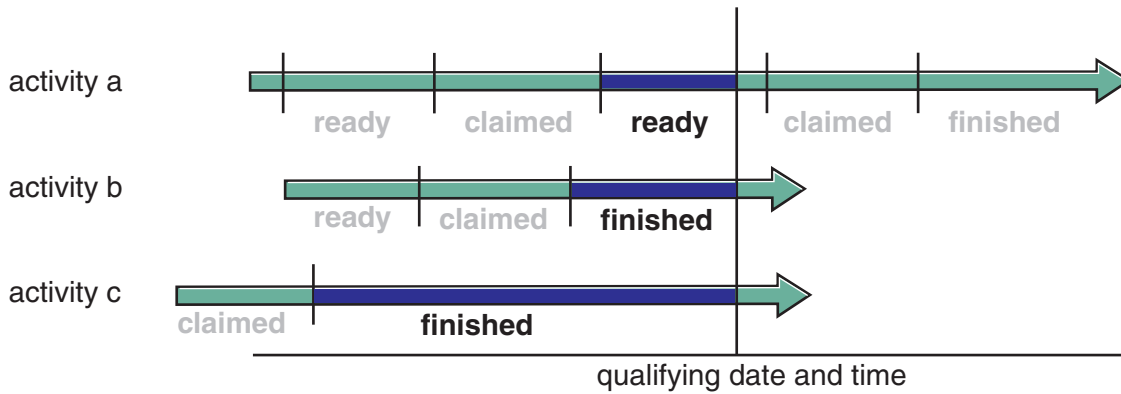 activity a
ready claimed ready claimed finished
activity b
ready claimed finished
activity c
claimed finished
qualifying date and time